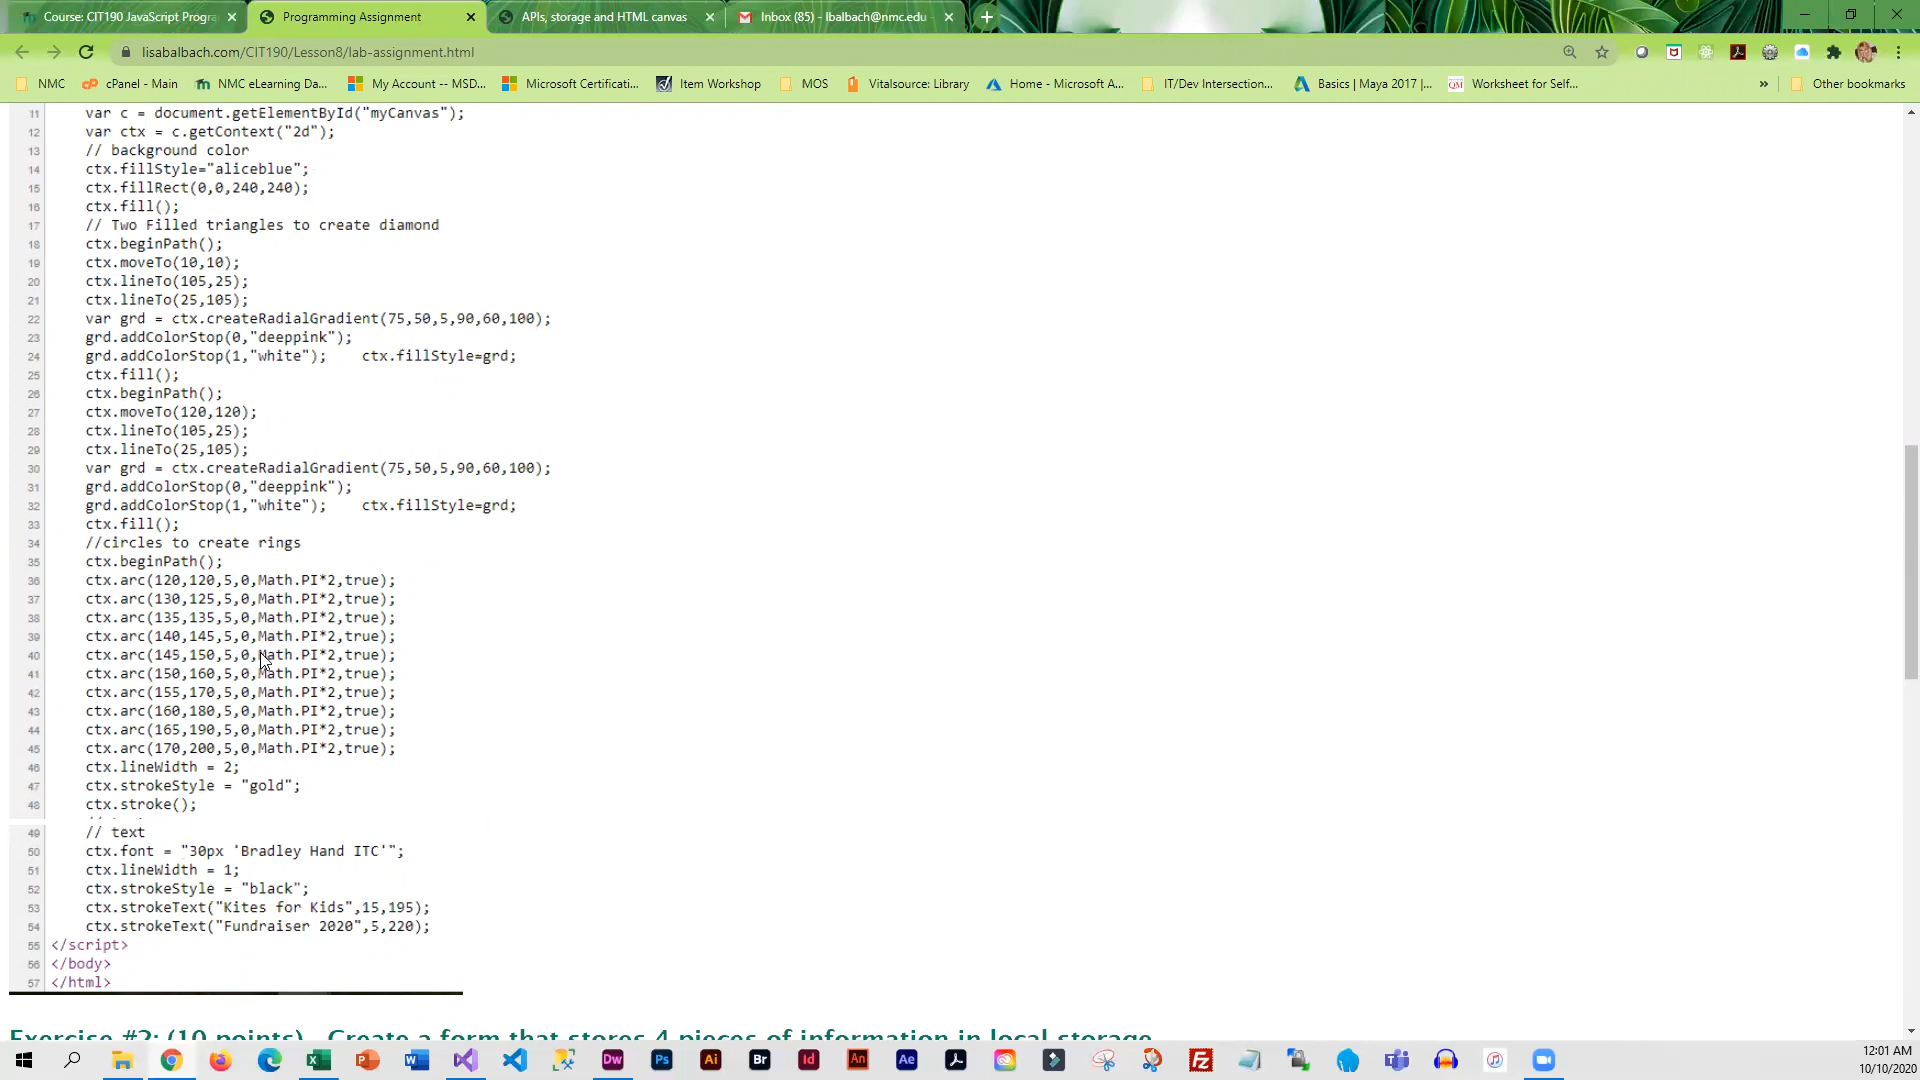 Course: CIT190 JavaScript Progra
Programming Assignment
APIs, storage and HTML canvas
Inbox (85) - lbalbach@nmc.edu
lisabalbach.com/CIT190/Lesson8/lab-assignment.html
NMC
cPanel - Main
NMC eLearning Da...
My Account -- MSD...
Microsoft Certificati...
Item Workshop
MOS
Vitalsource: Library
Home - Microsoft A...
IT/Dev Intersection...
Basics | Maya 2017 |...
QM Worksheet for Self...
»
Other bookmarks
11 var c = document.getElementById("myCanvas");
12 var ctx = c.getContext("2d");
13 // background color
14 ctx.fillStyle="aliceblue";
15 ctx.fillRect(0,0,240,240);
16 ctx.fill();
17 // Two Filled triangles to create diamond
18 ctx.beginPath();
19 ctx.moveTo(10,10);
20 ctx.lineTo(105,25);
21 ctx.lineTo(25,105);
22 var grd = ctx.createRadialGradient(75,50,5,90,60,100);
23 grd.addColorStop(0,"deeppink");
24 grd.addColorStop(1,"white");    ctx.fillStyle=grd;
25 ctx.fill();
26 ctx.beginPath();
27 ctx.moveTo(120,120);
28 ctx.lineTo(105,25);
29 ctx.lineTo(25,105);
30 var grd = ctx.createRadialGradient(75,50,5,90,60,100);
31 grd.addColorStop(0,"deeppink");
32 grd.addColorStop(1,"white");    ctx.fillStyle=grd;
33 ctx.fill();
34 //circles to create rings
35 ctx.beginPath();
36 ctx.arc(120,120,5,0,Math.PI*2,true);
37 ctx.arc(130,125,5,0,Math.PI*2,true);
38 ctx.arc(135,135,5,0,Math.PI*2,true);
39 ctx.arc(140,145,5,0,Math.PI*2,true);
40 ctx.arc(145,150,5,0,Math.PI*2,true);
41 ctx.arc(150,160,5,0,Math.PI*2,true);
42 ctx.arc(155,170,5,0,Math.PI*2,true);
43 ctx.arc(160,180,5,0,Math.PI*2,true);
44 ctx.arc(165,190,5,0,Math.PI*2,true);
45 ctx.arc(170,200,5,0,Math.PI*2,true);
46 ctx.lineWidth = 2;
47 ctx.strokeStyle = "gold";
48 ctx.stroke();
49 // text
50 ctx.font = "30px 'Bradley Hand ITC'";
51 ctx.lineWidth = 1;
52 ctx.strokeStyle = "black";
53 ctx.strokeText("Kites for Kids",15,195);
54 ctx.strokeText("Fundraiser 2020",5,220);
55 </script>
56 </body>
57 </html>
Exercise #2: (10 points) - Create a form that stores 4 pieces of information in local storage
12:01 AM
10/10/2020